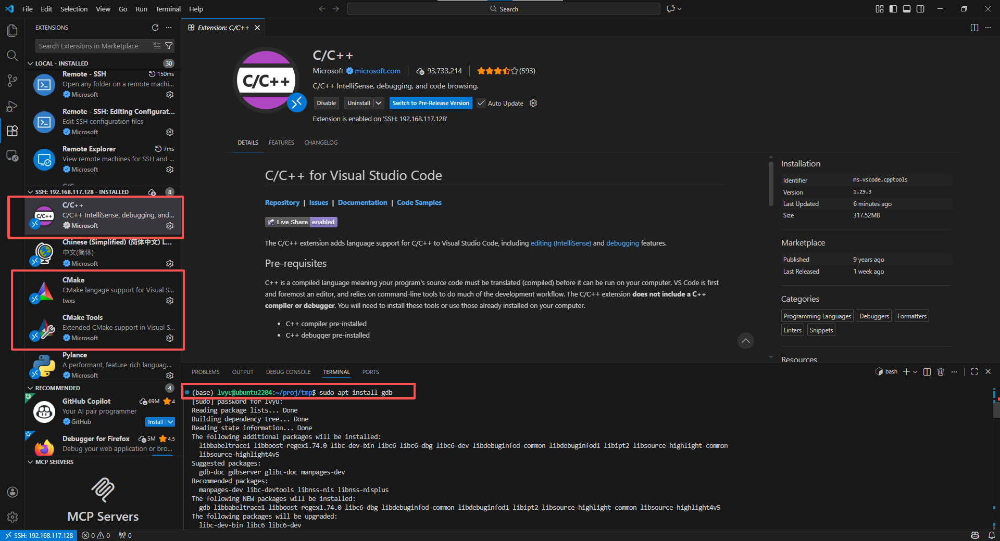 File Edit Selection View Go Run Terminal Help
Search
EXTENSIONS
Search Extensions in Marketplace
LOCAL - INSTALLED 30
Remote - SSH 150ms
Open any folder on a remote machi...
Microsoft
Remote - SSH: Editing Configurat...
Edit SSH configuration files
Microsoft
Remote Explorer 7ms
View remote machines for SSH and ...
Microsoft
SSH: 192.168.117.128 - INSTALLED 8
C/C++
C/C++
C/C++ IntelliSense, debugging, and...
Microsoft
Chinese (Simplified) (简体中文) L...
中文(简体)
Microsoft
CMake
CMake langage support for Visual S...
twxs
CMake Tools
Extended CMake support in Visual S...
Microsoft
Pylance
A performant, feature-rich languag...
Microsoft
RECOMMENDED 4
GitHub Copilot 69M 4
Your AI pair programmer
GitHub Install
Debugger for Firefox 5M 4.5
Debug your web application or bro...
MCP SERVERS
MCP Servers
Extension: C/C++
C/C++
C/C++
Microsoft microsoft.com 93,733,214 (593)
C/C++ IntelliSense, debugging, and code browsing.
Disable Uninstall Switch to Pre-Release Version Auto Update
Extension is enabled on 'SSH: 192.168.117.128'
DETAILS FEATURES CHANGELOG
C/C++ for Visual Studio Code
Repository | Issues | Documentation | Code Samples
Live Share enabled
The C/C++ extension adds language support for C/C++ to Visual Studio Code, including editing (IntelliSense) and debugging features.
Pre-requisites
C++ is a compiled language meaning your program's source code must be translated (compiled) before it can be run on your computer. VS Code is first
and foremost an editor, and relies on command-line tools to do much of the development workflow. The C/C++ extension does not include a C++
compiler or debugger. You will need to install these tools or use those already installed on your computer.
• C++ compiler pre-installed
• C++ debugger pre-installed
Installation
Identifier ms-vscode.cpptools
Version 1.29.3
Last Updated 6 minutes ago
Size 317.52MB
Marketplace
Published 9 years ago
Last Released 1 week ago
Categories
Programming Languages Debuggers Formatters
Linters Snippets
Resources
PROBLEMS OUTPUT DEBUG CONSOLE TERMINAL PORTS
bash
(base) lvyu@ubuntu2204:~/proj/tmp$ sudo apt install gdb
[sudo] password for lvyu:
Reading package lists... Done
Building dependency tree... Done
Reading state information... Done
The following additional packages will be installed:
libbabeltrace1 libboost-regex1.74.0 libc-dev-bin libc6 libc6-dbg libc6-dev libdebuginfod-common libdebuginfod1 libipt2 libsource-highlight-common
libsource-highlight4v5
Suggested packages:
gdb-doc gdbserver glibc-doc manpages-dev
Recommended packages:
manpages-dev libc-devtools libnss-nis libnss-nisplus
The following NEW packages will be installed:
gdb libbabeltrace1 libboost-regex1.74.0 libc6-dbg libdebuginfod-common libdebuginfod1 libipt2 libsource-highlight-common libsource-highlight4v5
The following packages will be upgraded:
libc-dev-bin libc6 libc6-dev
SSH: 192.168.117.128 0 0 0